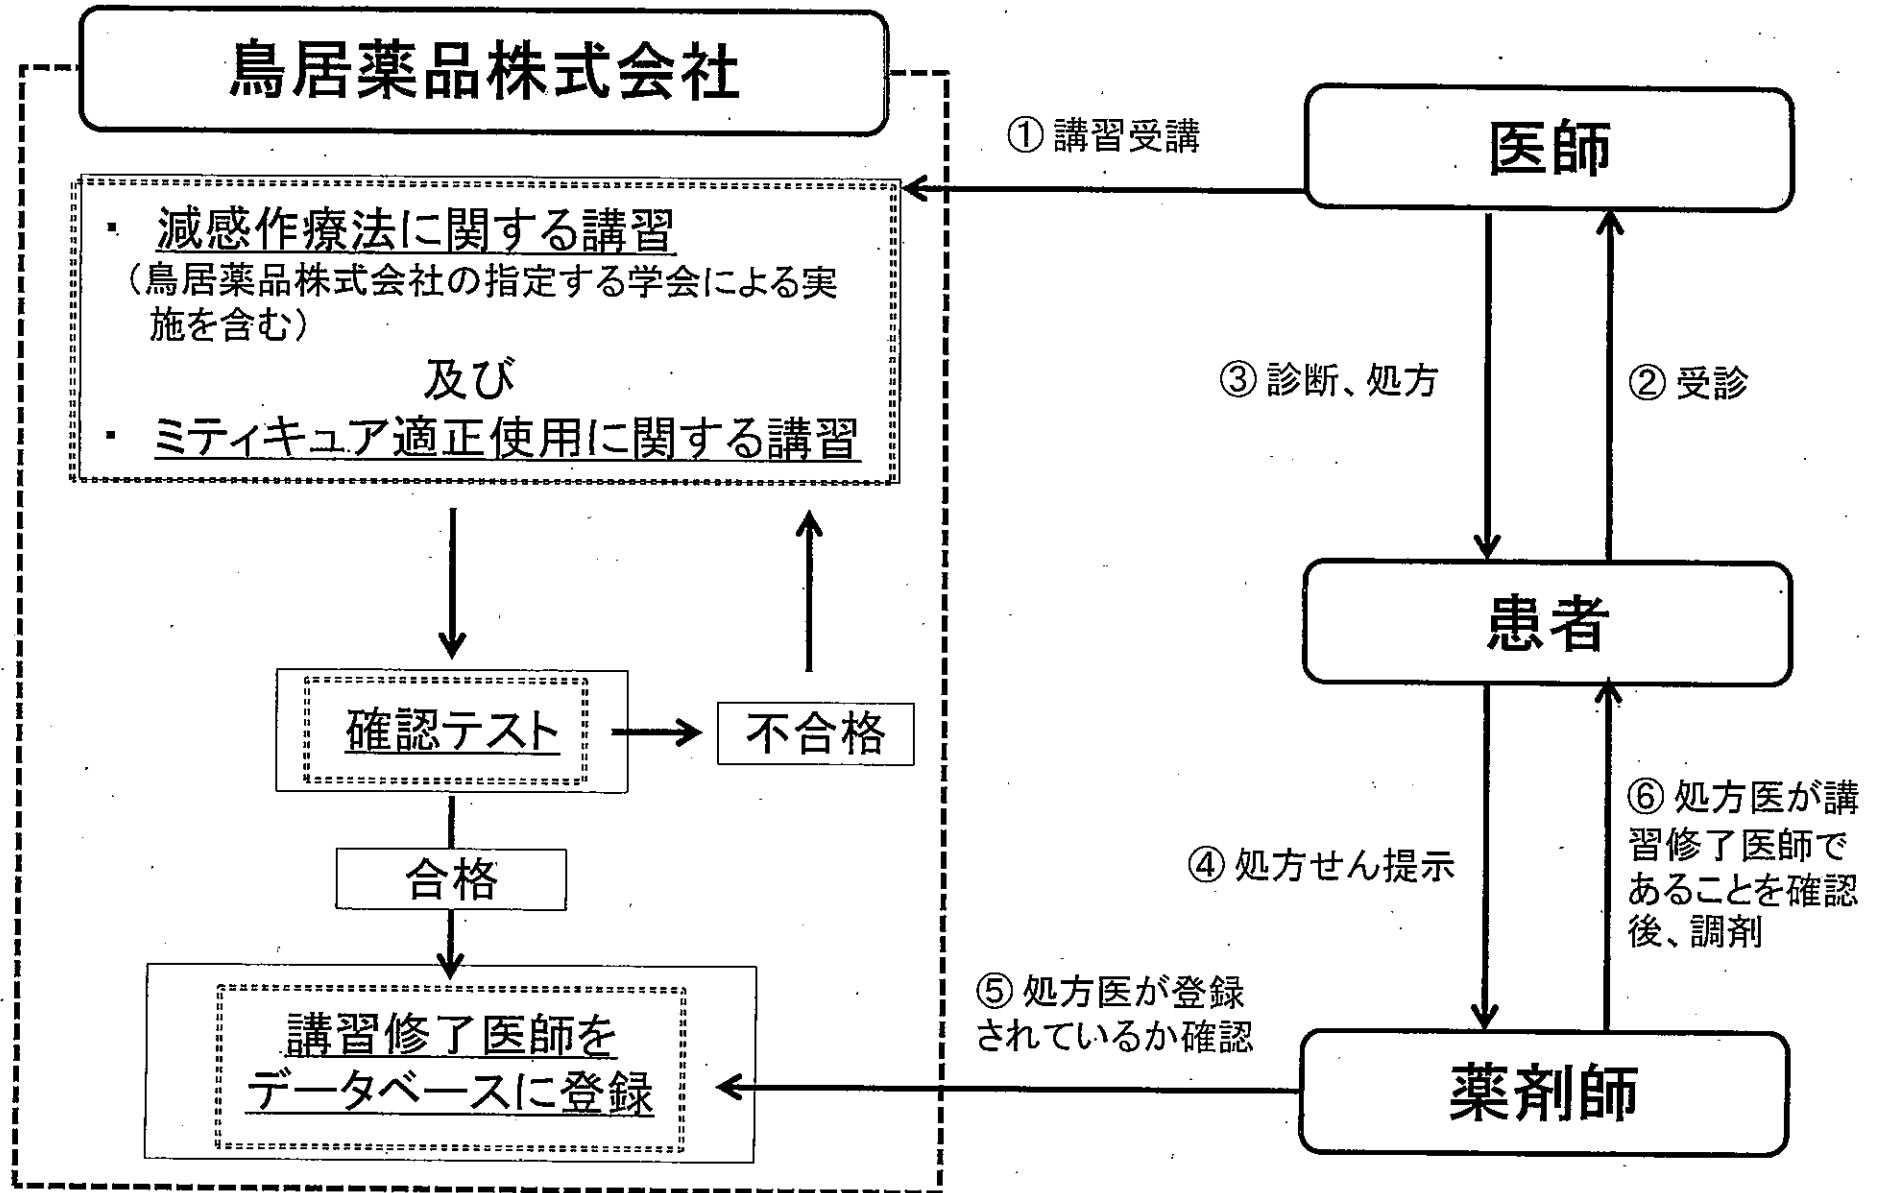 鳥居薬品株式会社
・ 減感作療法に関する講習
（鳥居薬品株式会社の指定する学会による実
施を含む）
及び
・ ミティキュア適正使用に関する講習
確認テスト
不合格
合格
講習修了医師を
データベースに登録
① 講習受講
医師
③ 診断、処方
② 受診
患者
④ 処方せん提示
⑥ 処方医が講
習修了医師で
あることを確認
後、調剤
⑤ 処方医が登録
されているか確認
薬剤師